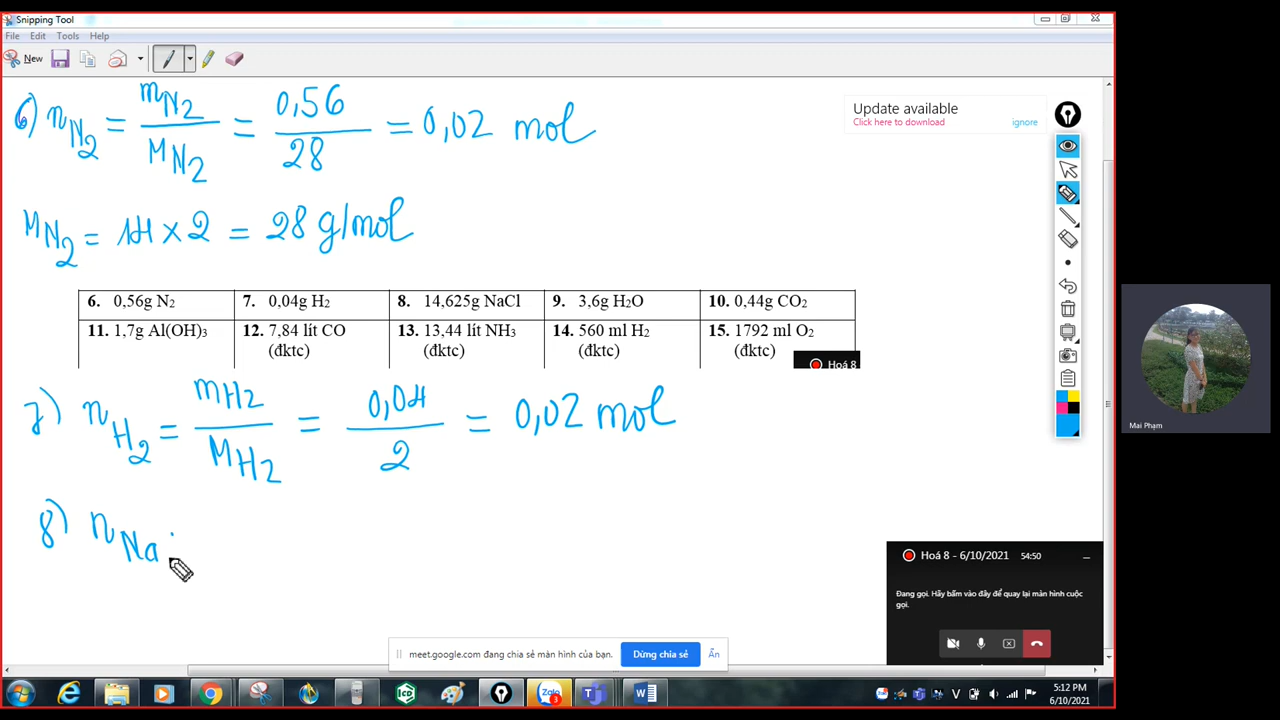 Snipping Tool
File Edit Tools Help
New
6) nN2 = mN2 / MN2 = 0,56 / 28 = 0,02 mol
Update available
Click here to download ignore
MN2 = 14 x 2 = 28 g/mol
6. 0,56g N2 7. 0,04g H2 8. 14,625g NaCl 9. 3,6g H2O 10. 0,44g CO2
11. 1,7g Al(OH)3 12. 7,84 lít CO (đktc) 13. 13,44 lít NH3 (đktc) 14. 560 ml H2 (đktc) 15. 1792 ml O2 (đktc)
Hoá 8
7) nH2 = mH2 / MH2 = 0,04 / 2 = 0,02 mol
8) nNa
Mai Phạm
Hoá 8 - 6/10/2021 54:50
Đang gọi. Hãy bấm vào đây để quay lại màn hình cuộc
gọi.
meet.google.com đang chia sẻ màn hình của bạn. Dừng chia sẻ Ẩn
Zalo
5:12 PM
6/10/2021